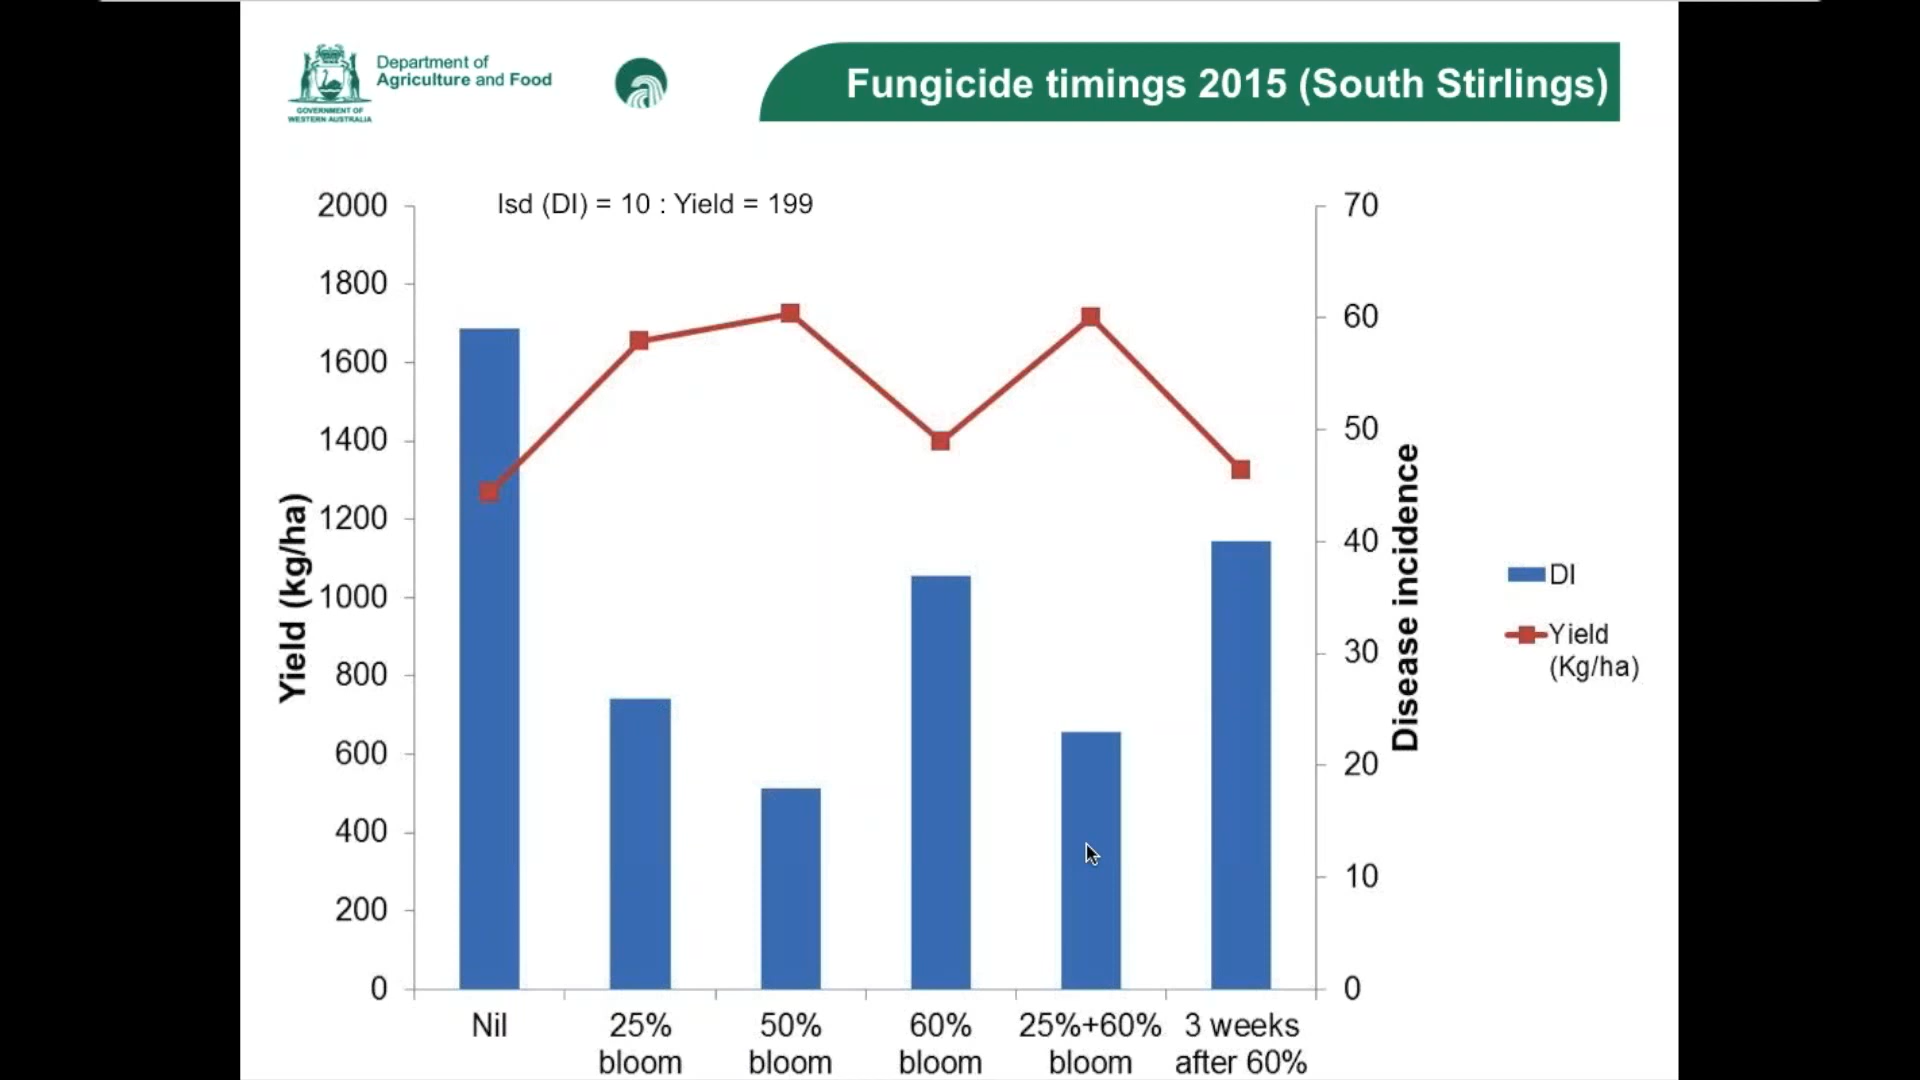 Department of
Agriculture and Food
GOVERNMENT OF
WESTERN AUSTRALIA
Fungicide timings 2015 (South Stirlings)
lsd (DI) = 10 : Yield = 199
2000
1800
1600
1400
1200
1000
800
600
400
200
0
Yield (kg/ha)
70
60
50
40
30
20
10
0
Disease incidence
DI
Yield
(Kg/ha)
Nil
25%
bloom
50%
bloom
60%
bloom
25%+60%
bloom
3 weeks
after 60%